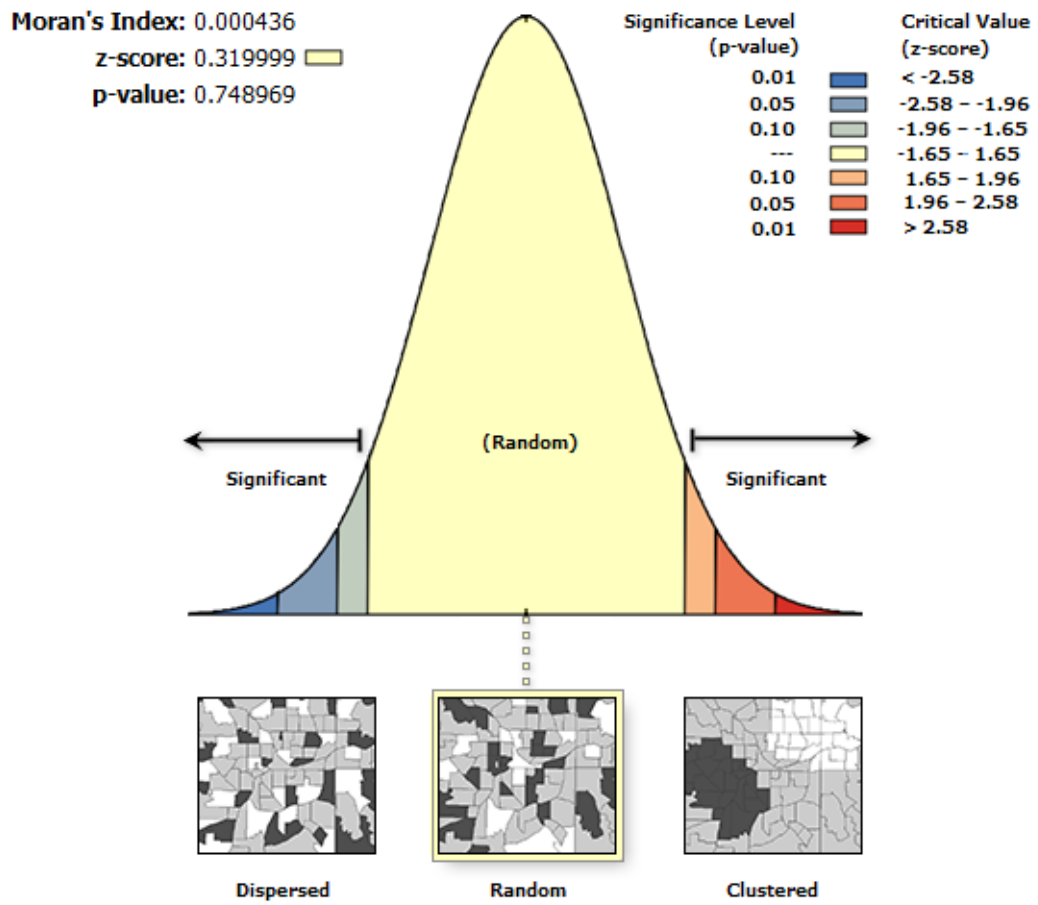 Moran's Index: 0.000436
z-score: 0.319999
p-value: 0.748969
Significance Level
(p-value)
Critical Value
(z-score)
0.01 < -2.58
0.05 -2.58 – -1.96
0.10 -1.96 – -1.65
--- -1.65 – 1.65
0.10 1.65 – 1.96
0.05 1.96 – 2.58
0.01 > 2.58
(Random)
Significant
Significant
Dispersed
Random
Clustered